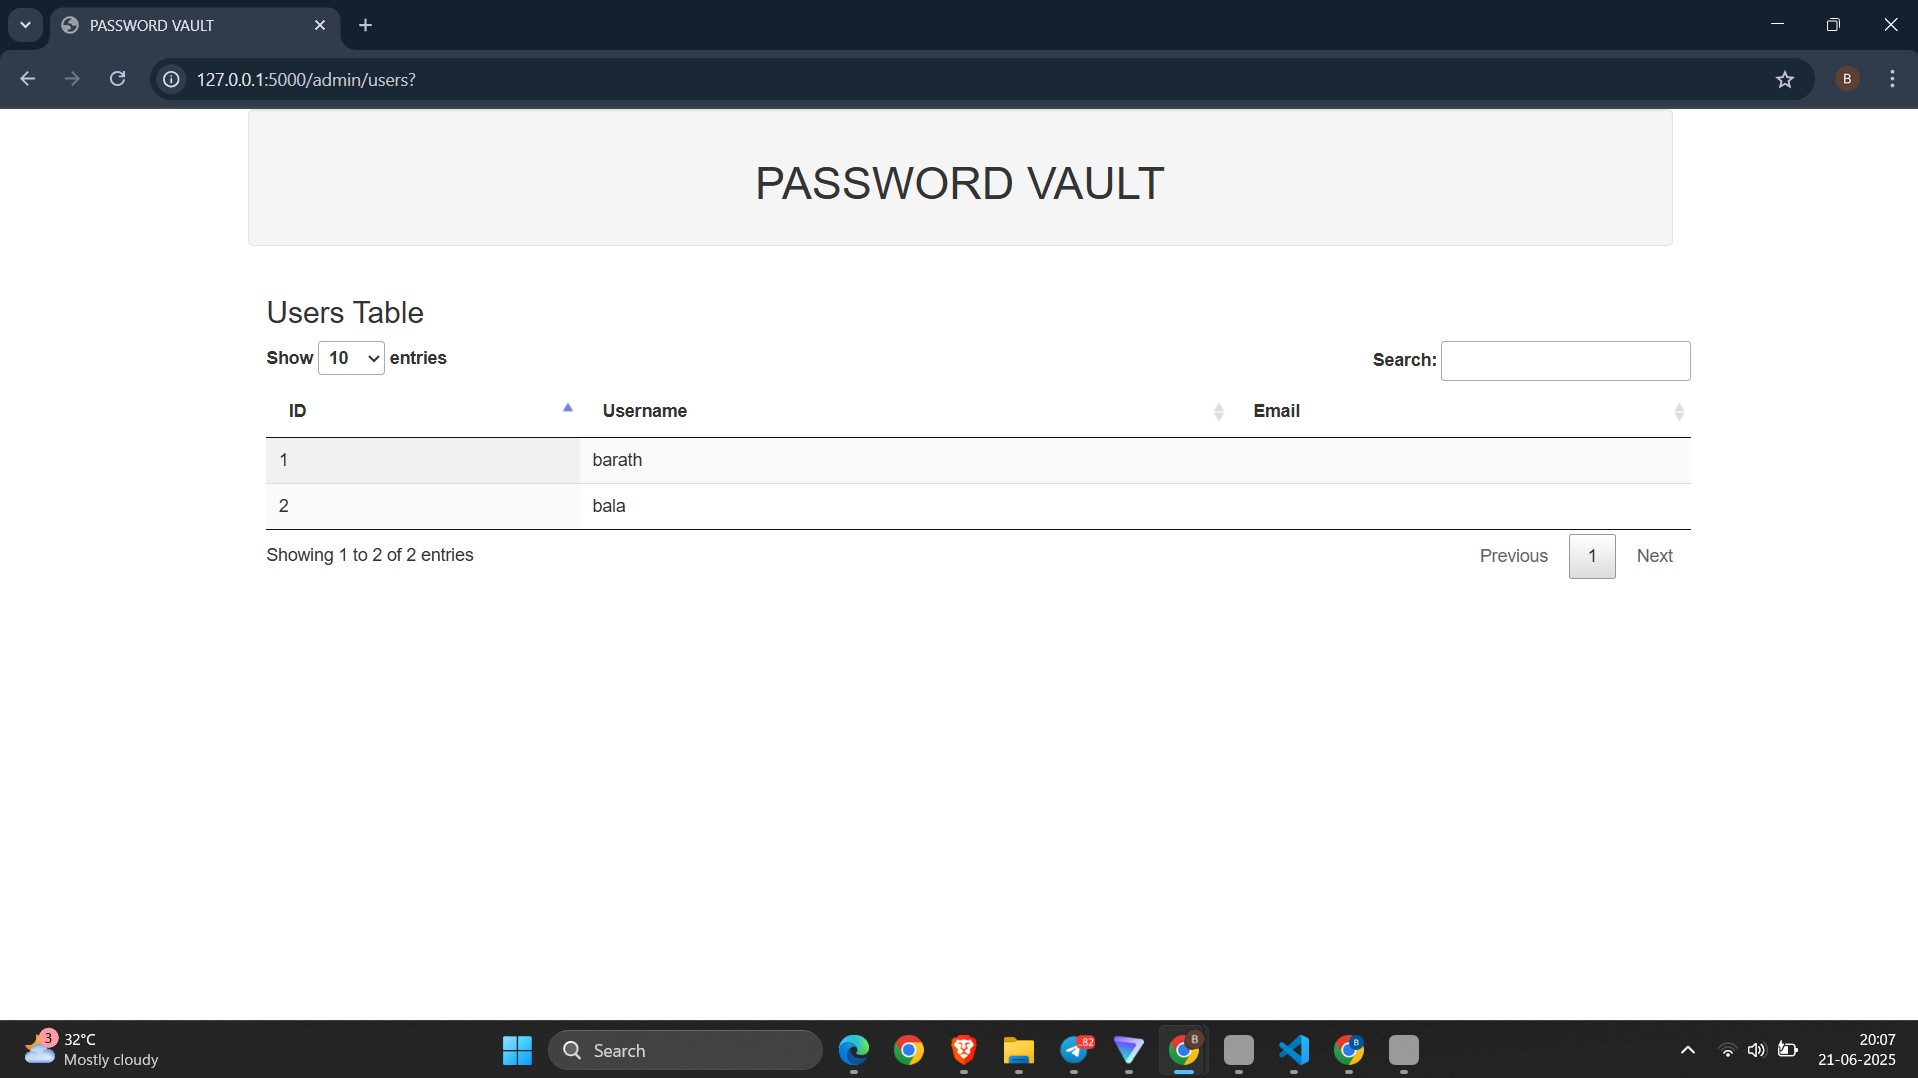 PASSWORD VAULT
127.0.0.1:5000/admin/users?
B
PASSWORD VAULT
Users Table
Show 10 entries
Search:
ID Username Email
1 barath
2 bala
Showing 1 to 2 of 2 entries
Previous 1 Next
3
32°C
Mostly cloudy
Search
..82
B
B
20:07
21-06-2025